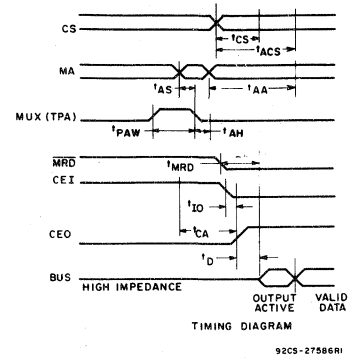 CS
tCS
tACS
MA
tAS
tAA
MUX (TPA)
tPAW
tAH
MRD
tMRD
CEI
tIO
CEO
tCA
tD
BUS
HIGH IMPEDANCE
OUTPUT ACTIVE
VALID DATA
TIMING DIAGRAM
92CS-27586RI